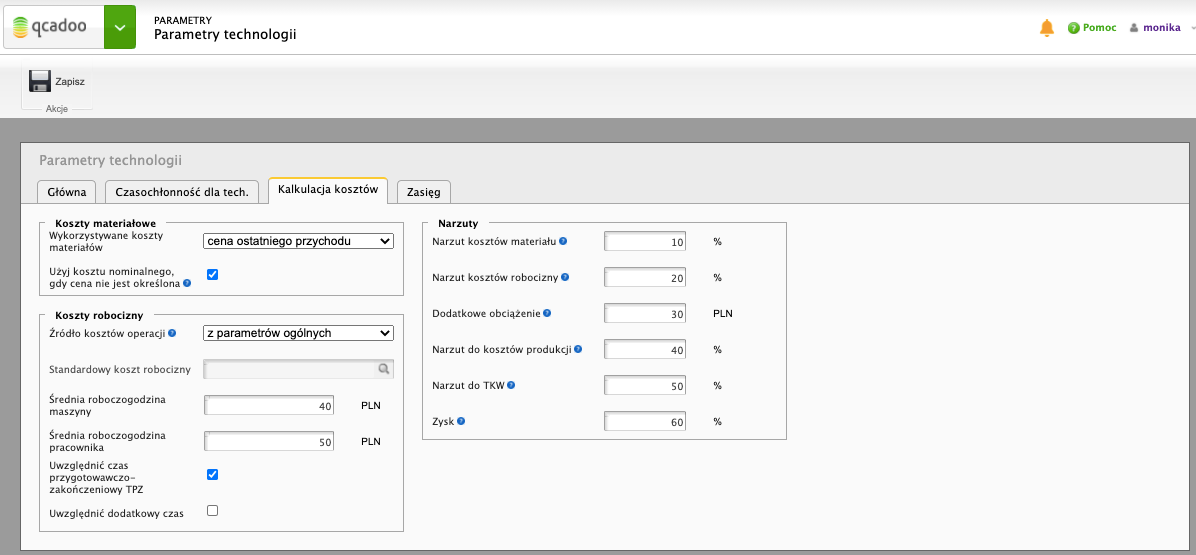 qcadoo
PARAMETRY
Parametry technologii
Pomoc
monika
Zapisz
Akcje
Parametry technologii
Główna
Czasochłonność dla tech.
Kalkulacja kosztów
Zasięg
Koszty materiałowe
Wykorzystywane koszty
materiałów
cena ostatniego przychodu
Użyj kosztu nominalnego,
gdy cena nie jest określona
Koszty robocizny
Źródło kosztów operacji
z parametrów ogólnych
Standardowy koszt robocizny
Średnia roboczogodzina
maszyny
40 PLN
Średnia roboczogodzina
pracownika
50 PLN
Uwzględnić czas
przygotowawczo-
zakończeniowy TPZ
Uwzględnić dodatkowy czas
Narzuty
Narzut kosztów materiału 10 %
Narzut kosztów robocizny 20 %
Dodatkowe obciążenie 30 PLN
Narzut do kosztów produkcji 40 %
Narzut do TKW 50 %
Zysk 60 %